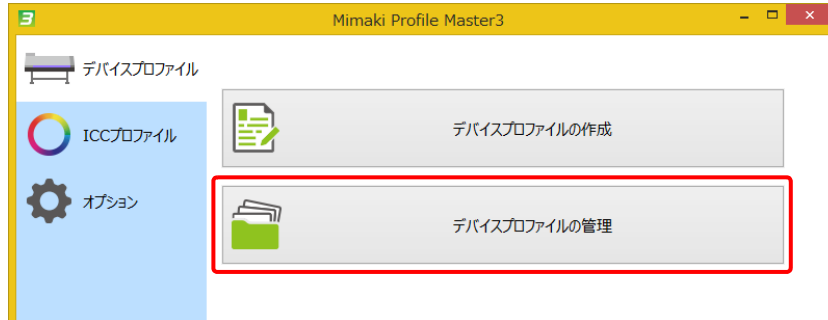 Mimaki Profile Master3
デバイスプロファイル
ICCプロファイル
オプション
デバイスプロファイルの作成
デバイスプロファイルの管理